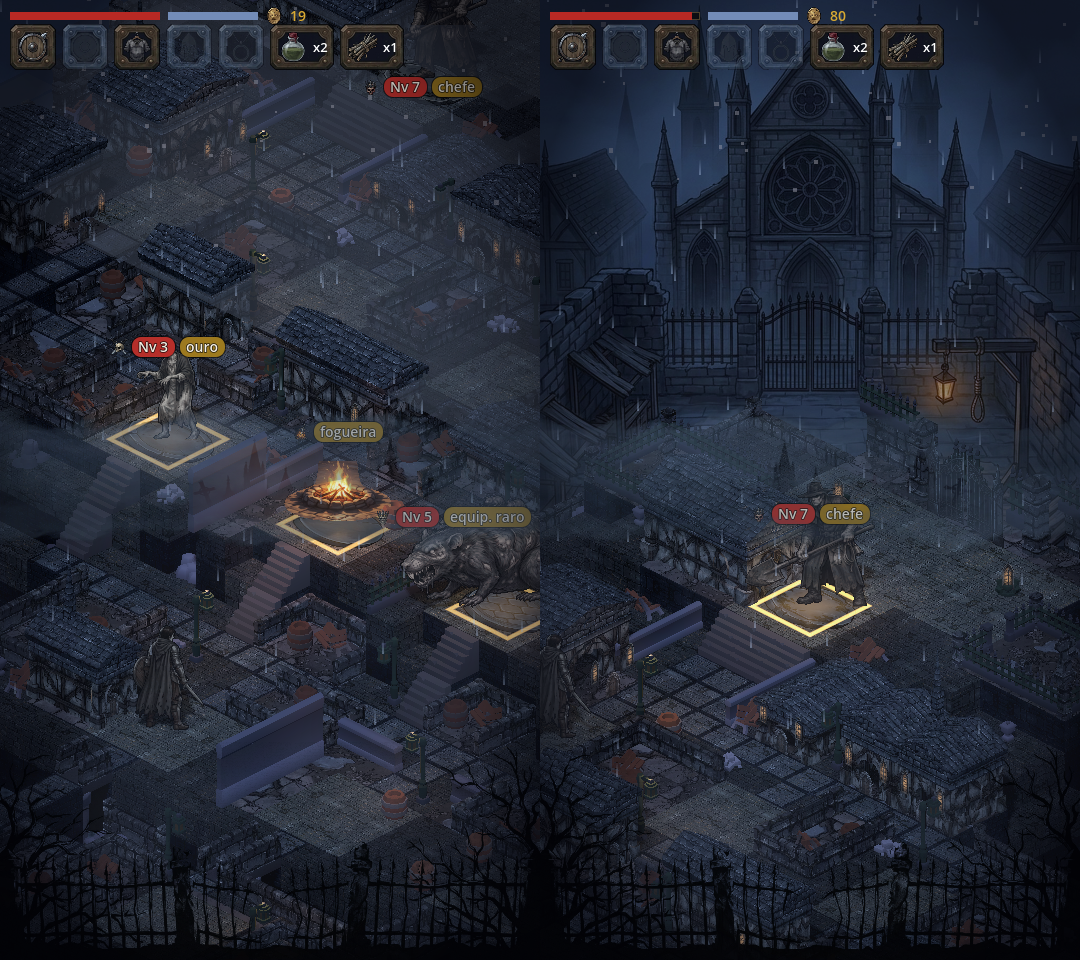 19
x2
x1
Nv 7 chefe
Nv 3 ouro
fogueira
Nv 5 equip. raro
80
x2
x1
Nv 7 chefe